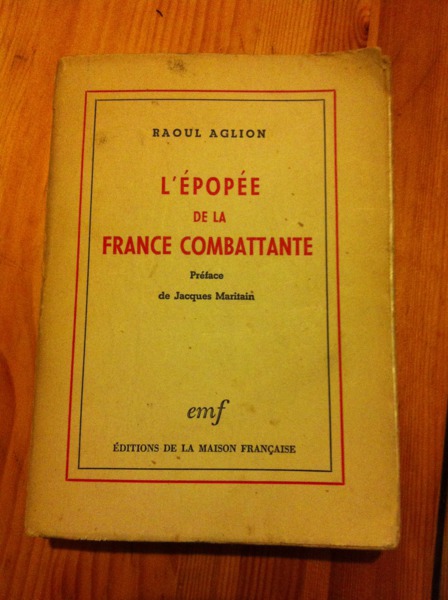 RAOUL AGLION
L'ÉPOPÉE
DE LA
FRANCE COMBATTANTE
Préface
de Jacques Maritain
emf
ÉDITIONS DE LA MAISON FRANÇAISE